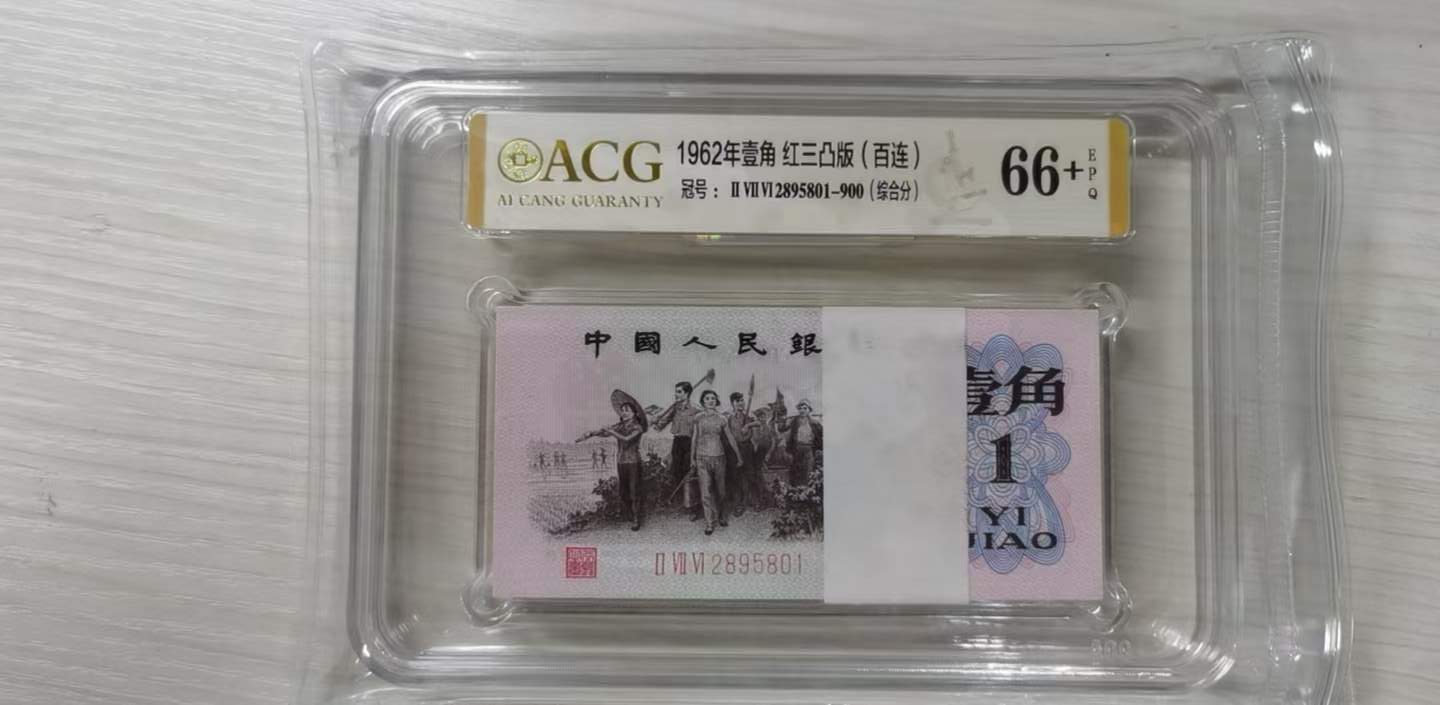 ACG
AI CANG GUARANTY
1962年壹角 红三凸版（百连）
冠号： Ⅱ Ⅶ Ⅵ 2895801-900（综合分）
66+
EPQ
中國人民銀
壹角
1
YI
JIAO
Ⅱ Ⅶ Ⅵ 2895801